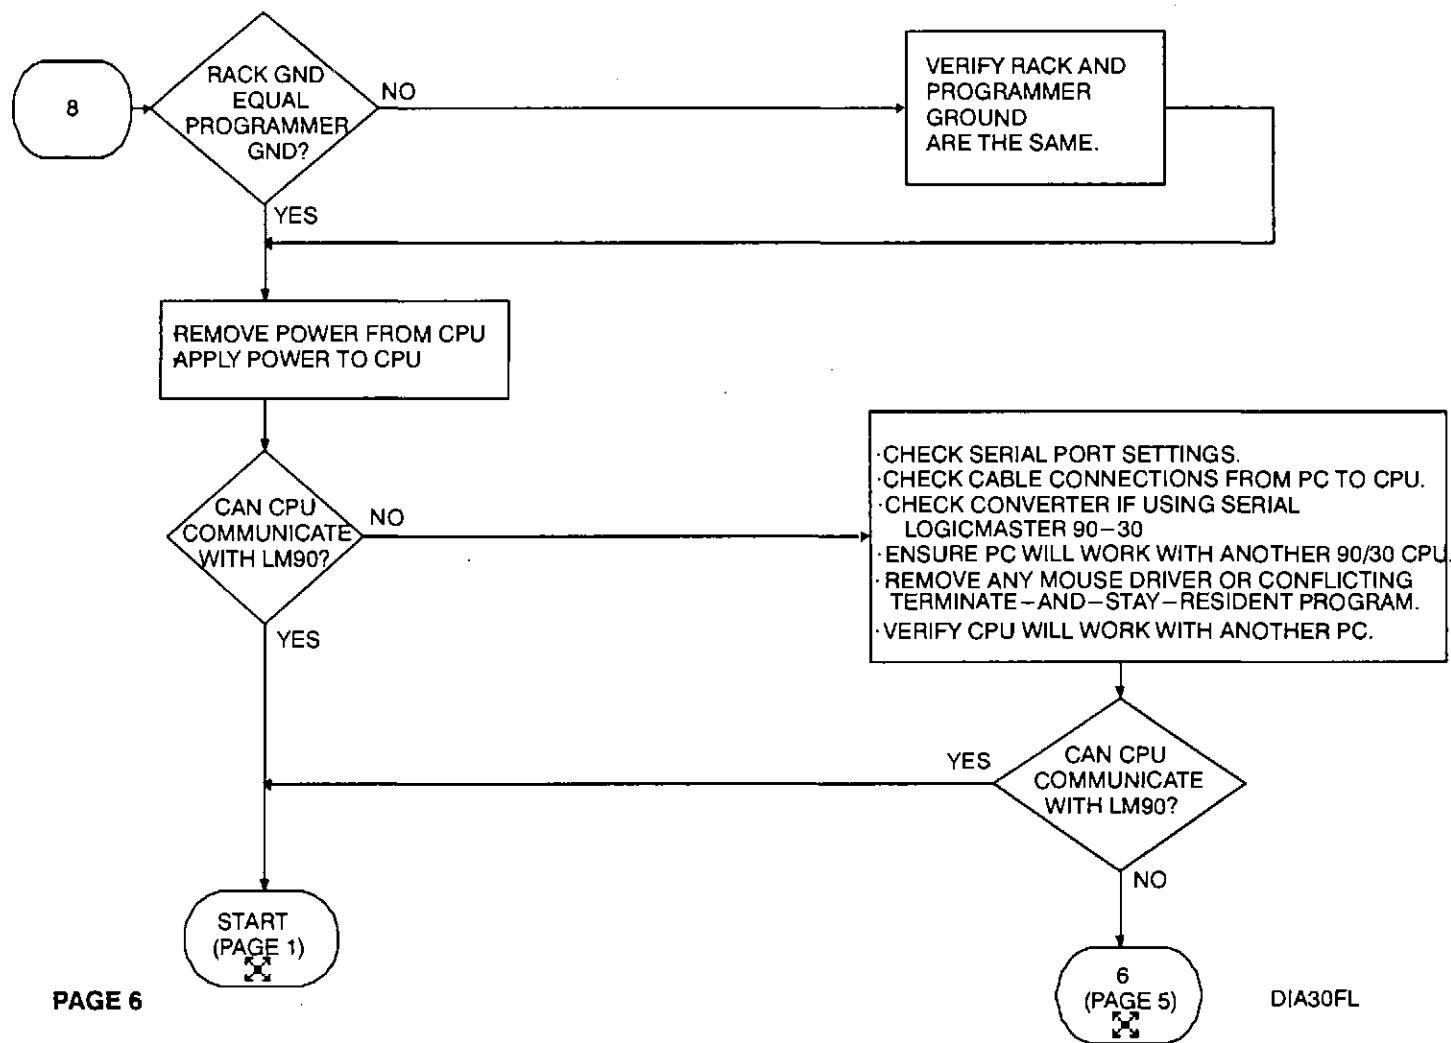 8
RACK GND
EQUAL
PROGRAMMER
GND?
NO
VERIFY RACK AND
PROGRAMMER
GROUND
ARE THE SAME.
YES
REMOVE POWER FROM CPU
APPLY POWER TO CPU
CAN CPU
COMMUNICATE
WITH LM90?
NO
·CHECK SERIAL PORT SETTINGS.
·CHECK CABLE CONNECTIONS FROM PC TO CPU.
·CHECK CONVERTER IF USING SERIAL
LOGICMASTER 90–30
·ENSURE PC WILL WORK WITH ANOTHER 90/30 CPU.
·REMOVE ANY MOUSE DRIVER OR CONFLICTING
TERMINATE–AND–STAY–RESIDENT PROGRAM.
·VERIFY CPU WILL WORK WITH ANOTHER PC.
YES
YES
CAN CPU
COMMUNICATE
WITH LM90?
NO
START
(PAGE 1)
6
(PAGE 5)
PAGE 6
DIA30FL